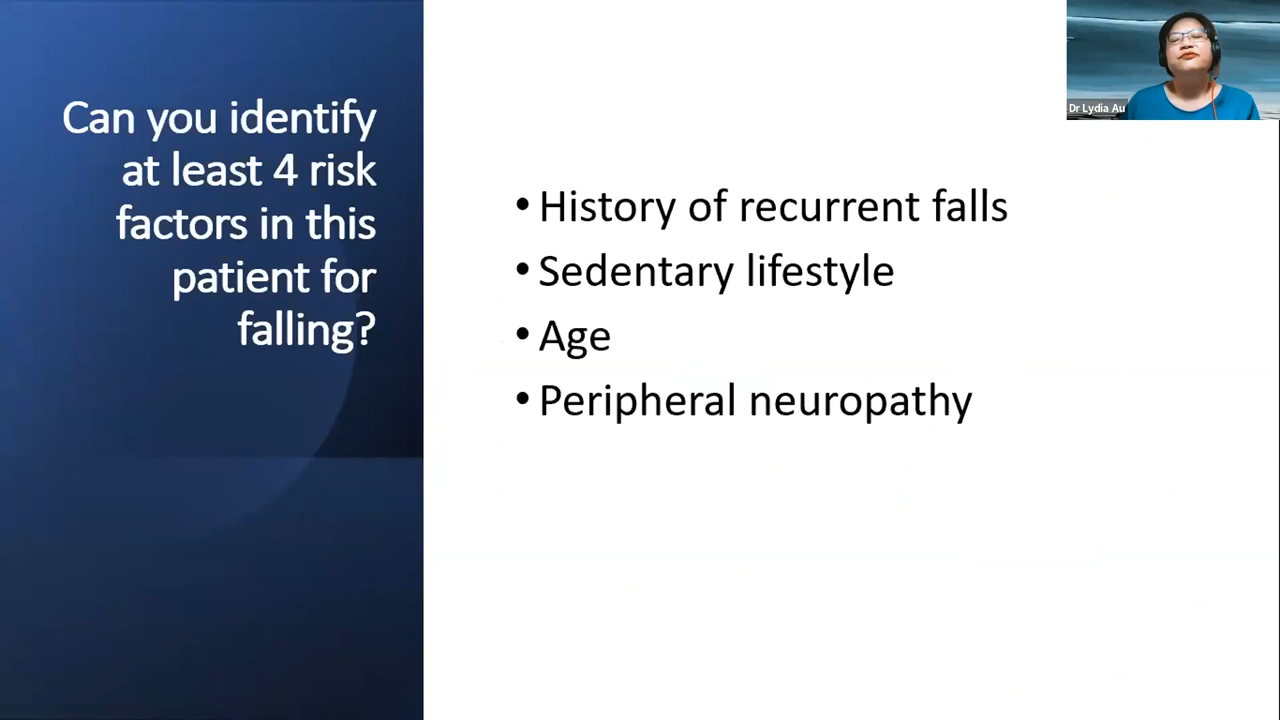 Can you identify
at least 4 risk
factors in this
patient for
falling?
• History of recurrent falls
• Sedentary lifestyle
• Age
• Peripheral neuropathy
Dr Lydia Au